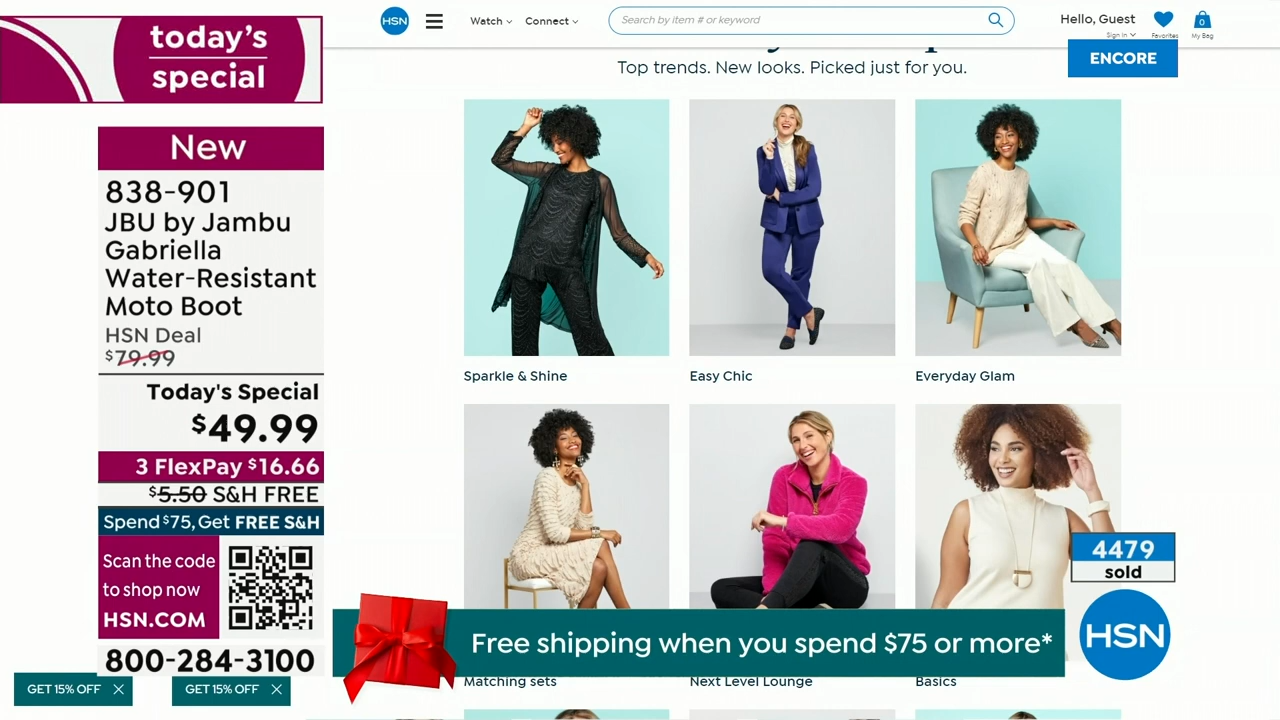 today's
special
New
838-901
JBU by Jambu
Gabriella
Water-Resistant
Moto Boot
HSN Deal
$79.99
Today's Special
$49.99
3 FlexPay $16.66
$5.50 S&H FREE
Spend $75, Get FREE S&H
Scan the code
to shop now
HSN.COM
800-284-3100
GET 15% OFF
GET 15% OFF
HSN
Watch
Connect
Search by item # or keyword
Hello, Guest
Sign In
Favorites
0
My Bag
ENCORE
Top trends. New looks. Picked just for you.
Sparkle & Shine
Easy Chic
Everyday Glam
4479
sold
Free shipping when you spend $75 or more*
HSN
Matching sets
Next Level Lounge
Basics